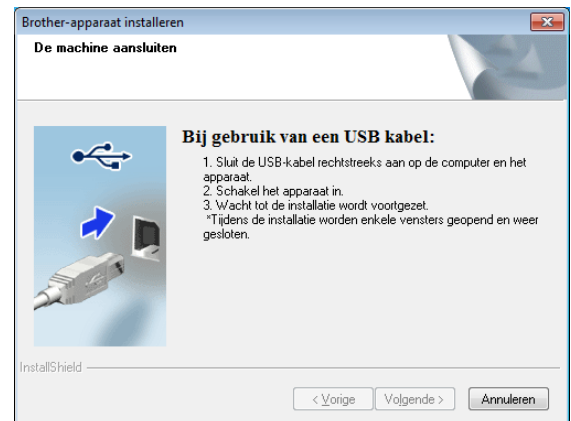 Brother-apparaat installeren
De machine aansluiten
Bij gebruik van een USB kabel:
1. Sluit de USB-kabel rechtstreeks aan op de computer en het
apparaat.
2. Schakel het apparaat in.
3. Wacht tot de installatie wordt voortgezet.
*Tijdens de installatie worden enkele vensters geopend en weer
gesloten.
InstallShield
< Vorige Volgende > Annuleren